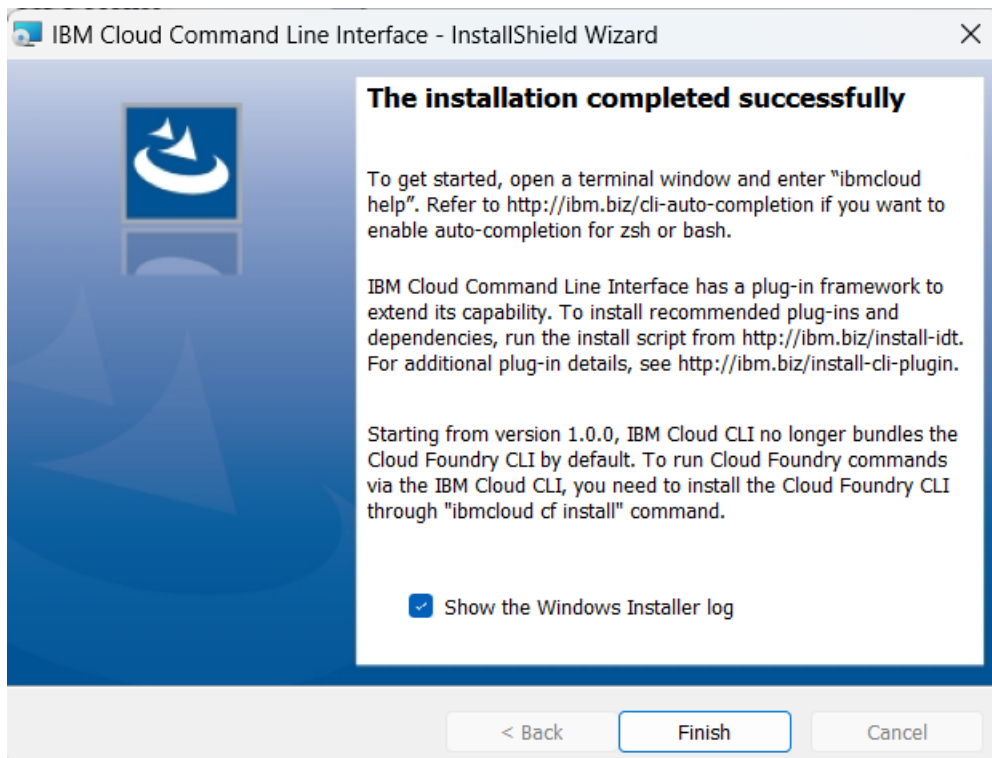 IBM Cloud Command Line Interface - InstallShield Wizard
The installation completed successfully
To get started, open a terminal window and enter “ibmcloud
help”. Refer to http://ibm.biz/cli-auto-completion if you want to
enable auto-completion for zsh or bash.
IBM Cloud Command Line Interface has a plug-in framework to
extend its capability. To install recommended plug-ins and
dependencies, run the install script from http://ibm.biz/install-idt.
For additional plug-in details, see http://ibm.biz/install-cli-plugin.
Starting from version 1.0.0, IBM Cloud CLI no longer bundles the
Cloud Foundry CLI by default. To run Cloud Foundry commands
via the IBM Cloud CLI, you need to install the Cloud Foundry CLI
through "ibmcloud cf install" command.
Show the Windows Installer log
< Back
Finish
Cancel